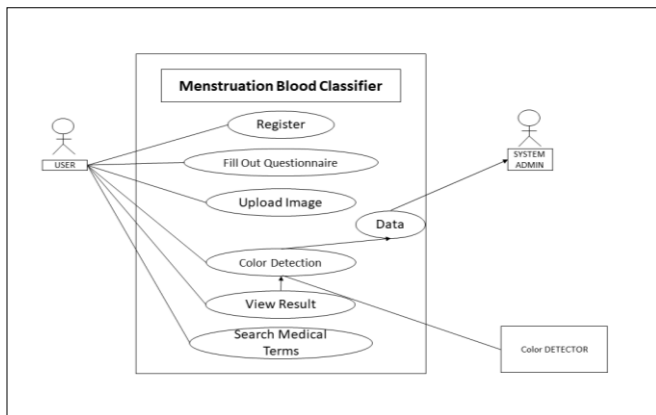 Menstruation Blood Classifier
Register
USER
Fill Out Questionnaire
SYSTEM
ADMIN
Upload Image
Data
Color Detection
View Result
Search Medical
Terms
Color DETECTOR